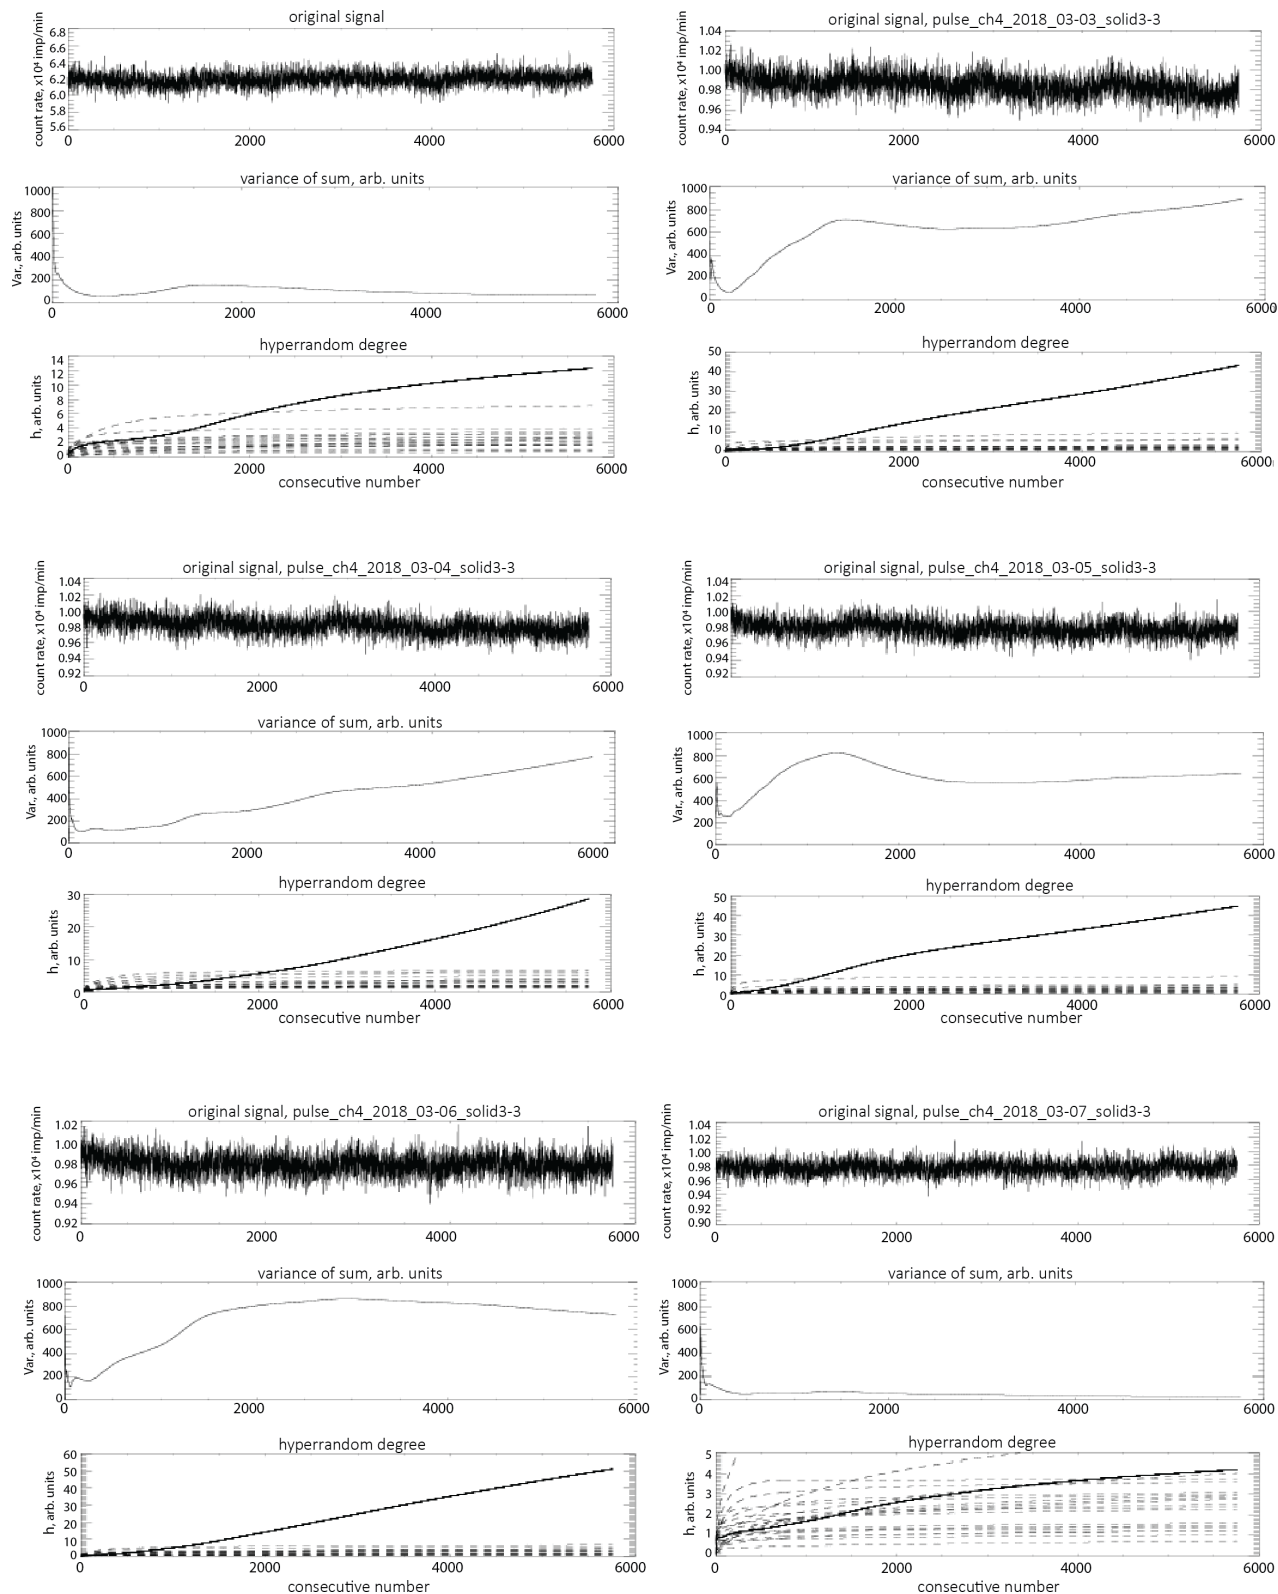 original signal
count rate, x10⁴ imp/min
6.8
6.6
6.4
6.2
6.0
5.8
5.6
0 2000 4000 6000
variance of sum, arb. units
Var., arb. units
1000
800
600
400
200
0
0 2000 4000 6000
hyperrandom degree
h, arb. units
14
12
10
8
6
4
2
0
0 2000 4000 6000
consecutive number
original signal, pulse_ch4_2018_03-03_solid3-3
count rate, x10⁴ imp/min
1.04
1.00
0.98
0.96
0.94
0 2000 4000 6000
variance of sum, arb. units
Var., arb. units
1000
800
600
400
200
0
0 2000 4000 6000
hyperrandom degree
h, arb. units
50
40
30
20
10
0
0 2000 4000 6000
consecutive number
original signal, pulse_ch4_2018_03-04_solid3-3
count rate, x10⁴ imp/min
1.04
1.02
1.00
0.98
0.96
0.94
0.92
0 2000 4000 6000
variance of sum, arb. units
Var., arb. units
1000
800
600
400
200
0
0 2000 4000 6000
hyperrandom degree
h, arb. units
30
20
10
0
0 2000 4000 6000
consecutive number
original signal, pulse_ch4_2018_03-05_solid3-3
count rate, x10⁴ imp/min
1.04
1.02
1.00
0.98
0.96
0.94
0.92
0 2000 4000 6000
variance of sum, arb. units
Var., arb. units
1000
800
600
400
200
0
0 2000 4000 6000
hyperrandom degree
h, arb. units
50
40
30
20
10
0
0 2000 4000 6000
consecutive number
original signal, pulse_ch4_2018_03-06_solid3-3
count rate, x10⁴ imp/min
1.02
1.00
0.98
0.96
0.94
0.92
0 2000 4000 6000
variance of sum, arb. units
Var., arb. units
1000
800
600
400
200
0
0 2000 4000 6000
hyperrandom degree
h, arb. units
60
50
40
30
20
10
0
0 2000 4000 6000
consecutive number
original signal, pulse_ch4_2018_03-07_solid3-3
count rate, x10⁴ imp/min
1.04
1.02
1.00
0.98
0.96
0.94
0.92
0.90
0 2000 4000 6000
variance of sum, arb. units
Var., arb. units
1000
800
600
400
200
0
0 2000 4000 6000
hyperrandom degree
h, arb. units
5
4
3
2
1
0
0 2000 4000 6000
consecutive number